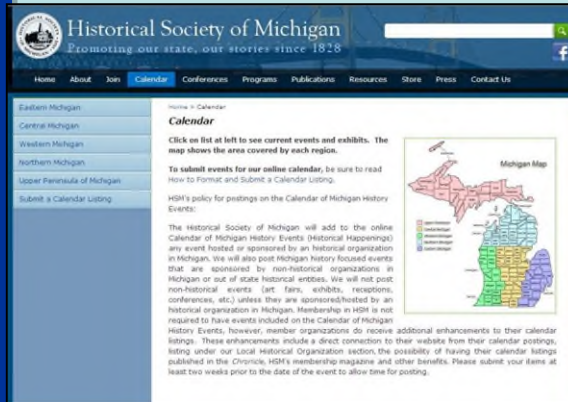 Historical Society of Michigan
Promoting our state, our stories since 1828
Home About Join Calendar Conferences Programs Publications Resources Store Press Contact Us
Eastern Michigan
Central Michigan
Western Michigan
Northern Michigan
Upper Peninsula of Michigan
Submit a Calendar Listing
Home > Calendar
Calendar
Click on list at left to see current events and exhibits. The
map shows the area covered by each region.
To submit events for our online calendar, be sure to read
How to Format and Submit a Calendar Listing.
HSM's policy for postings on the Calendar of Michigan History
Events:
The Historical Society of Michigan will add to the online
Calendar of Michigan History Events (Historical Happenings)
any event hosted or sponsored by an historical organization
in Michigan. We will also post Michigan history focused events
that are sponsored by non-historical organizations in
Michigan or out of state historical entities. We will not post
non-historical events (art fairs, exhibits, receptions,
conferences, etc.) unless they are sponsored/hosted by an
historical organization in Michigan. Membership in HSM is not
required to have events included on the Calendar of Michigan
History Events, however, member organizations do receive additional enhancements to their calendar
listings. These enhancements include a direct connection to their website from their calendar postings,
listing under our Local Historical Organization section, the possibility of having their calendar listings
published in the Chronicle, HSM's membership magazine and other benefits. Please submit your items at
least two weeks prior to the date of the event to allow time for posting.
Michigan Map